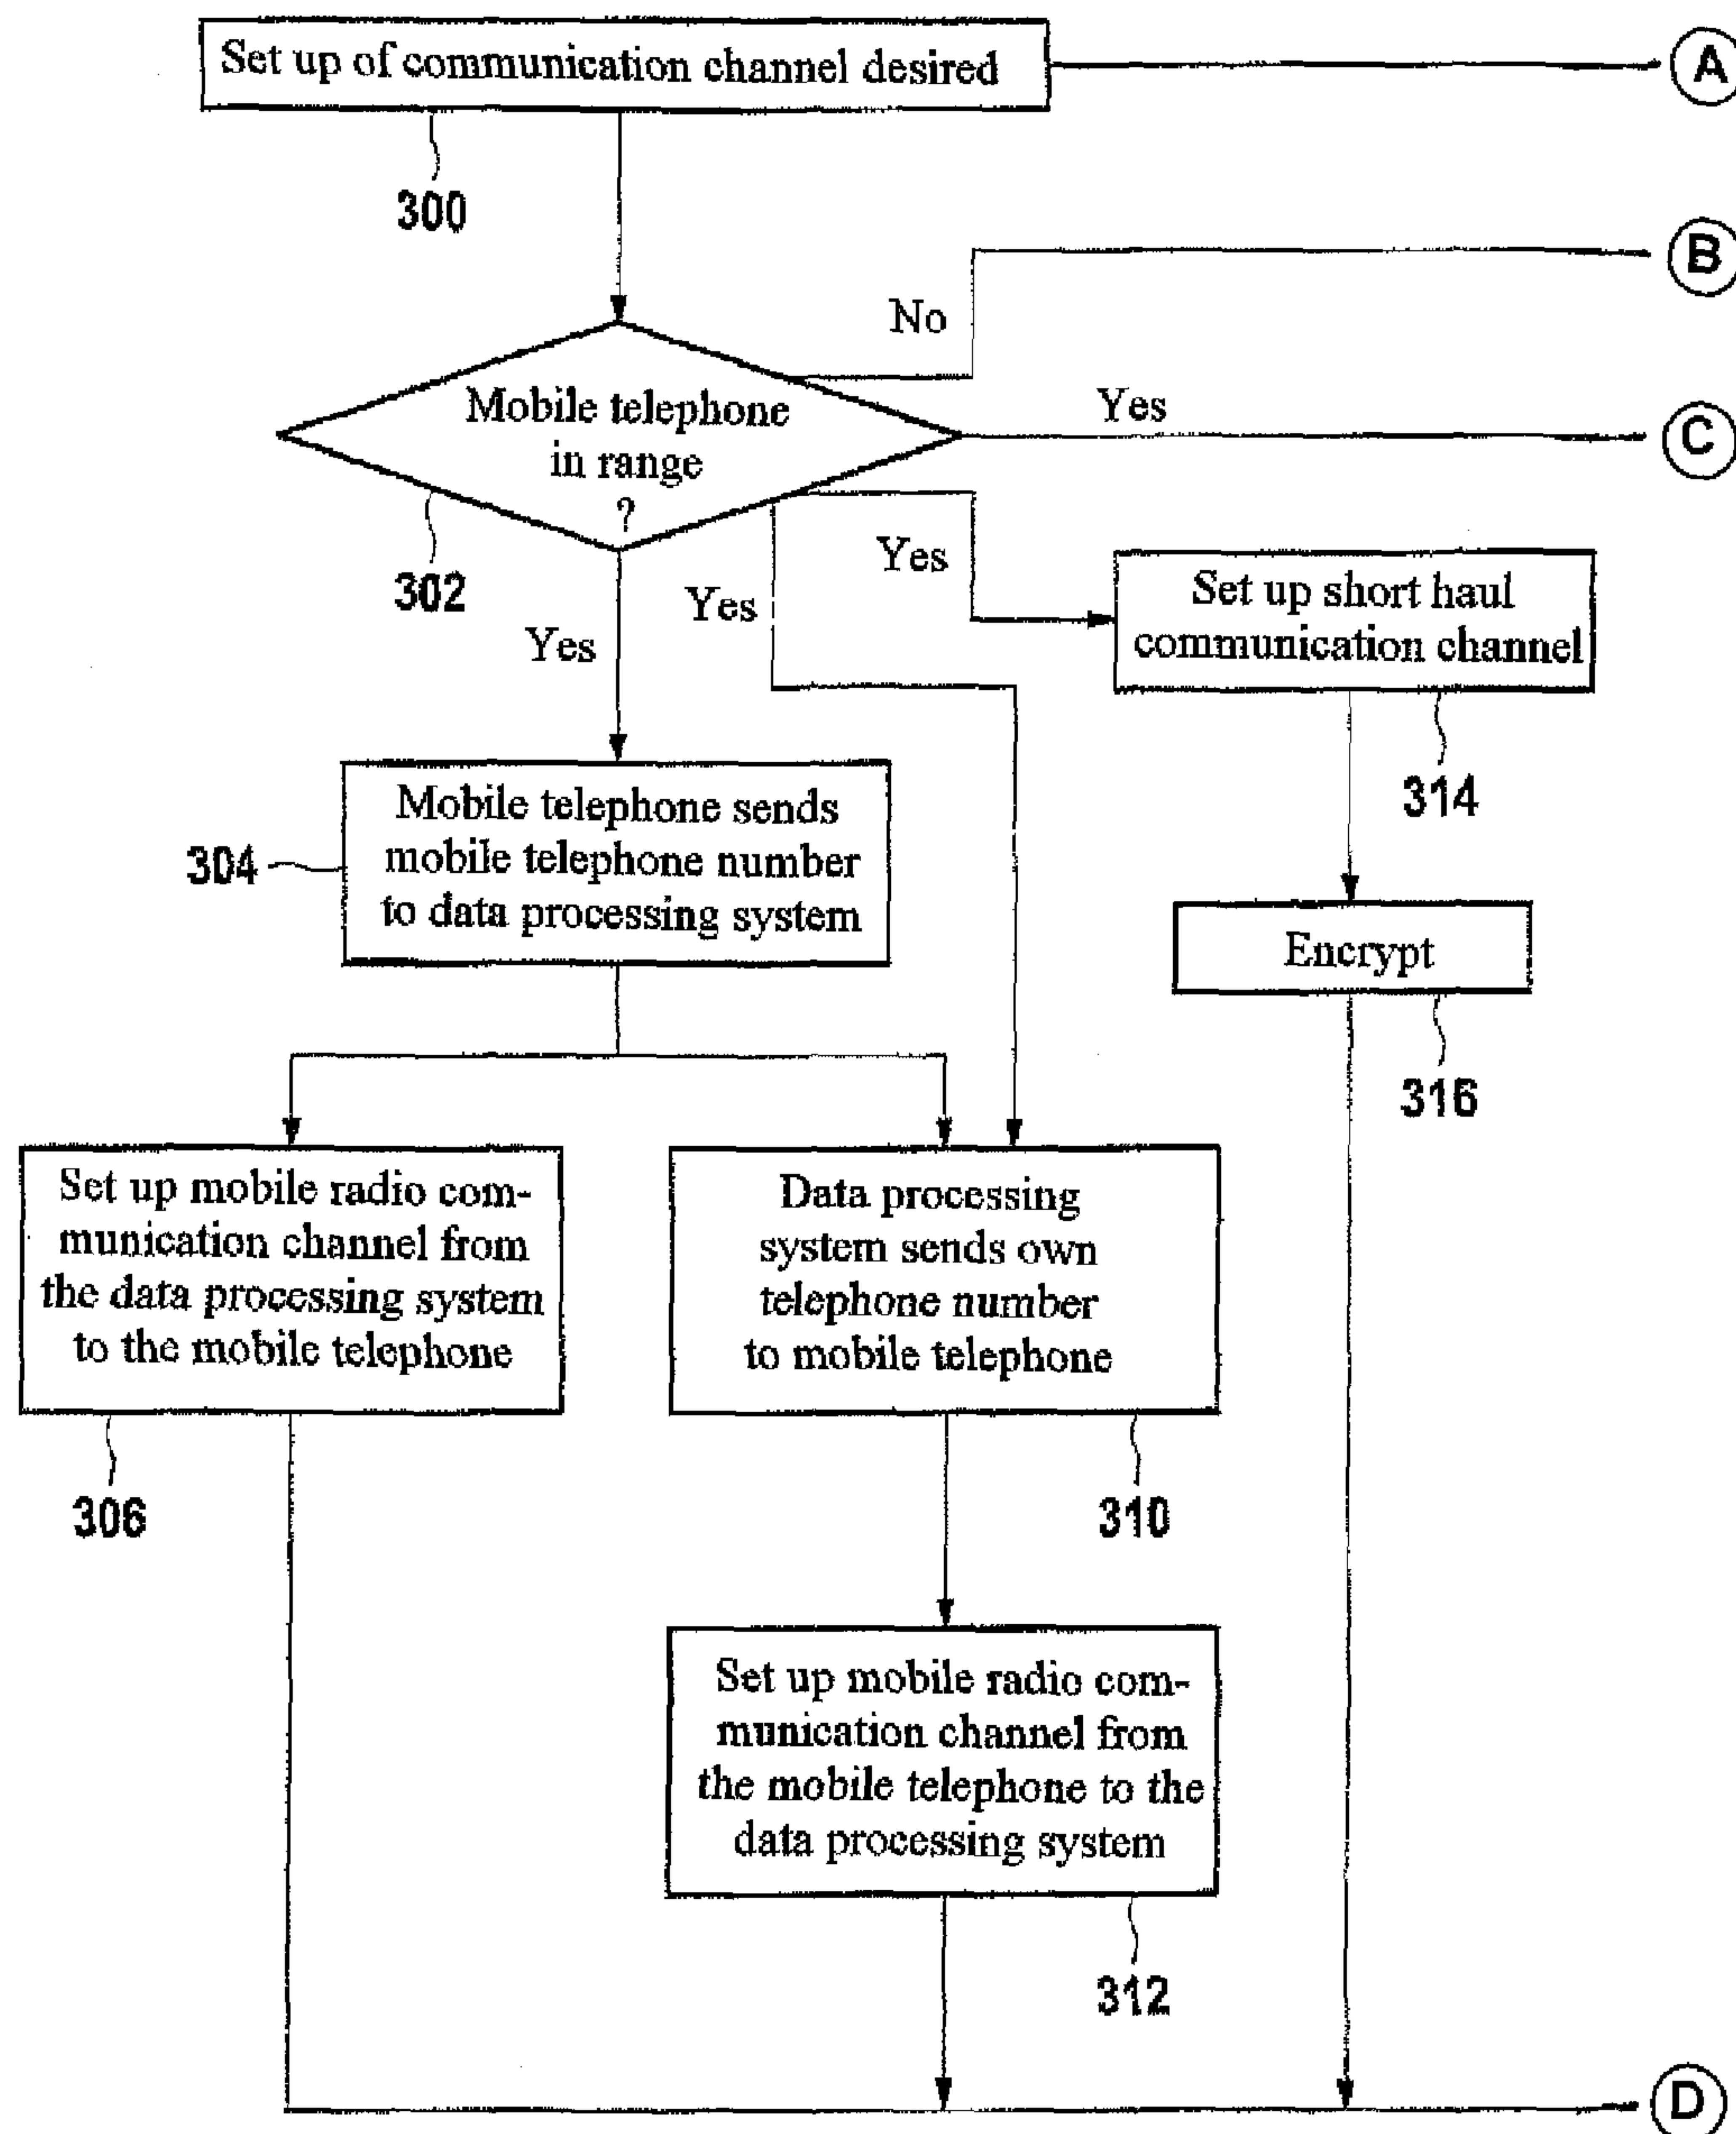 Set up of communication channel desired
A
300
B
No
Mobile telephone
in range
?
Yes
C
302
Yes
Yes
Yes
Set up short haul
communication channel
314
Mobile telephone sends
mobile telephone number
to data processing system
304
Encrypt
316
Set up mobile radio com-
munication channel from
the data processing system
to the mobile telephone
306
Data processing
system sends own
telephone number
to mobile telephone
310
Set up mobile radio com-
munication channel from
the mobile telephone to the
data processing system
312
D